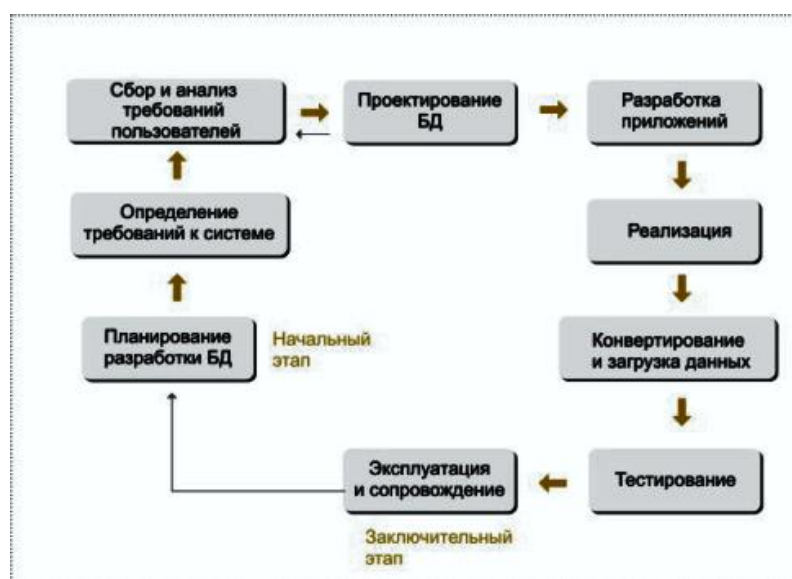 Сбор и анализ
требований
пользователей
Проектирование
БД
Разработка
приложений
Определение
требований к системе
Реализация
Планирование
разработки БД
Начальный
этап
Конвертирование
и загрузка данных
Эксплуатация
и сопровождение
Тестирование
Заключительный
этап